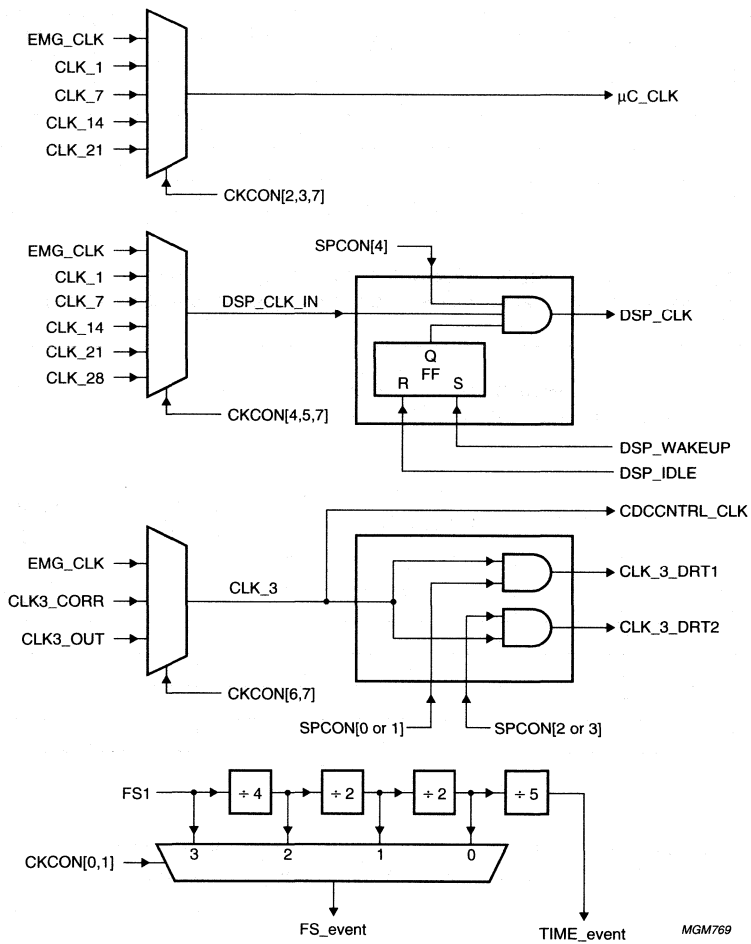 EMG_CLK
CLK_1
CLK_7
CLK_14
CLK_21
µC_CLK
CKCON[2,3,7]
EMG_CLK
CLK_1
CLK_7
CLK_14
CLK_21
CLK_28
DSP_CLK_IN
SPCON[4]
DSP_CLK
Q
FF
R S
CKCON[4,5,7]
DSP_WAKEUP
DSP_IDLE
CDCCNTRL_CLK
EMG_CLK
CLK3_CORR
CLK3_OUT
CLK_3
CLK_3_DRT1
CLK_3_DRT2
CKCON[6,7]
SPCON[0 or 1]
SPCON[2 or 3]
FS1
÷ 4
÷ 2
÷ 2
÷ 5
3 2 1 0
CKCON[0,1]
FS_event
TIME_event
MGM769